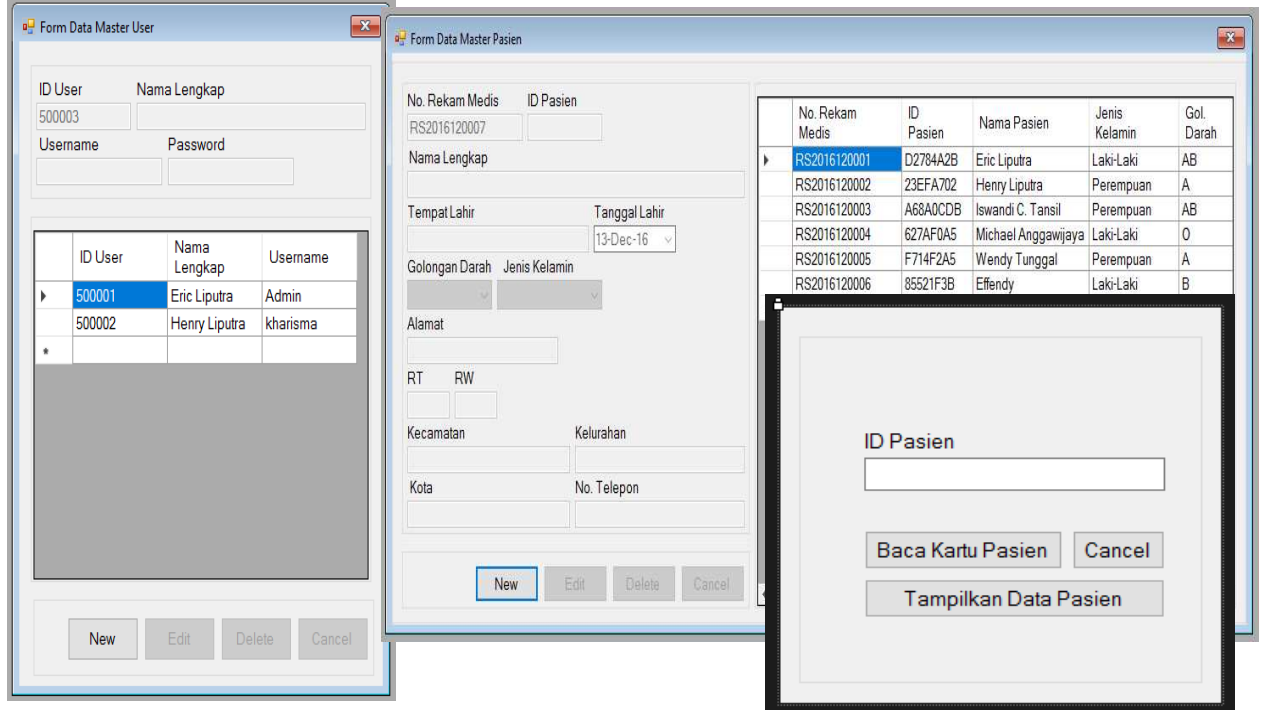 Form Data Master User
ID User Nama Lengkap
500003
Username Password
ID User Nama Lengkap Username
500001 Eric Liputra Admin
500002 Henry Liputra kharisma
*
New Edit Delete Cancel
Form Data Master Pasien
No. Rekam Medis ID Pasien
RS2016120007
Nama Lengkap
Tempat Lahir Tanggal Lahir
13-Dec-16
Golongan Darah Jenis Kelamin
Alamat
RT RW
Kecamatan Kelurahan
Kota No. Telepon
New Edit Delete Cancel
No. Rekam Medis ID Pasien Nama Pasien Jenis Kelamin Gol. Darah
RS2016120001 D2784A2B Eric Liputra Laki-Laki AB
RS2016120002 23EFA702 Henry Liputra Perempuan A
RS2016120003 A68A0CDB Iswandi C. Tansil Perempuan AB
RS2016120004 627AF0A5 Michael Anggawijaya Laki-Laki O
RS2016120005 F714F2A5 Wendy Tunggal Perempuan A
RS2016120006 85521F3B Effendy Laki-Laki B
ID Pasien
Baca Kartu Pasien Cancel
Tampilkan Data Pasien